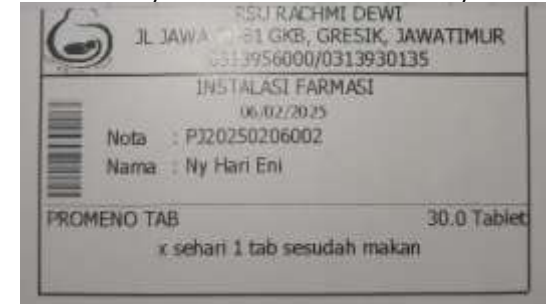 RSU RACHMI DEWI
JL JAWA -81 GKB, GRESIK, JAWATIMUR
0313956000/0313930135
INSTALASI FARMASI
06/02/2025
Nota : PJ20250206002
Nama : Ny Hari Eni
PROMENO TAB 30.0 Tablet
x sehari 1 tab sesudah makan